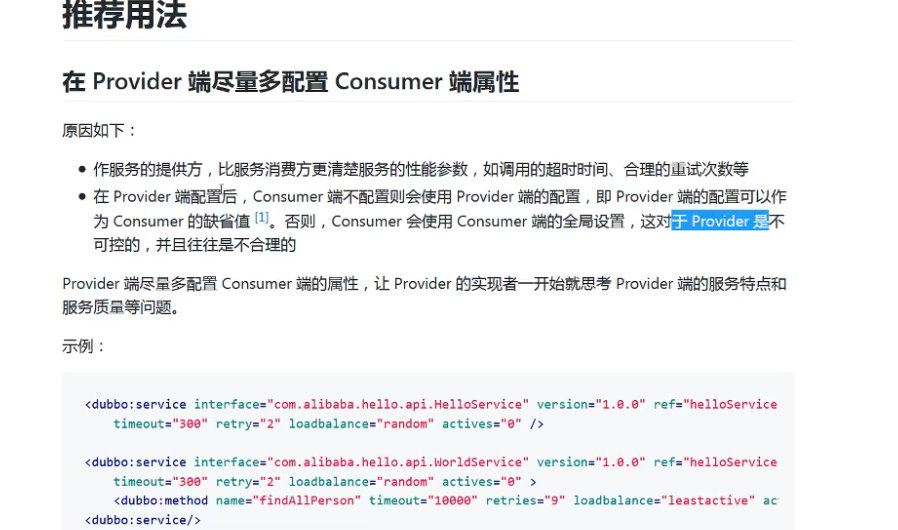 推荐用法
在 Provider 端尽量多配置 Consumer 端属性
原因如下：
作服务的提供方，比服务消费方更清楚服务的性能参数，如调用的超时时间、合理的重试次数等
在 Provider 端配置后，Consumer 端不配置则会使用 Provider 端的配置，即 Provider 端的配置可以作
为 Consumer 的缺省值 [1]。否则，Consumer 会使用 Consumer 端的全局设置，这对于 Provider 是不
可控的，并且往往是不合理的
Provider 端尽量多配置 Consumer 端的属性，让 Provider 的实现者一开始就思考 Provider 端的服务特点和
服务质量等问题。
示例：
<dubbo:service interface="com.alibaba.hello.api.HelloService" version="1.0.0" ref="helloService
timeout="300" retry="2" loadbalance="random" actives="0" />
<dubbo:service interface="com.alibaba.hello.api.WorldService" version="1.0.0" ref="helloService
timeout="300" retry="2" loadbalance="random" actives="0" >
<dubbo:method name="findAllPerson" timeout="10000" retries="9" loadbalance="leastactive" ac
<dubbo:service/>